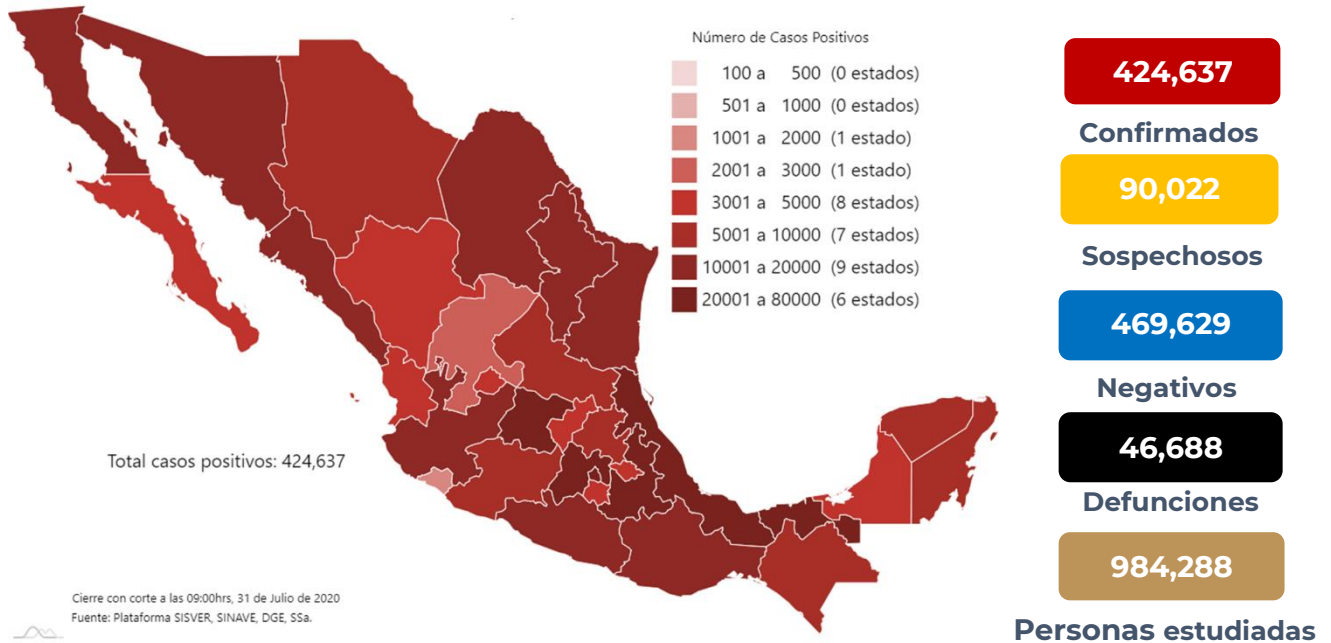 Número de Casos Positivos
100 a 500 (0 estados)
501 a 1000 (0 estados)
1001 a 2000 (1 estado)
2001 a 3000 (1 estado)
3001 a 5000 (8 estados)
5001 a 10000 (7 estados)
10001 a 20000 (9 estados)
20001 a 80000 (6 estados)
Total casos positivos: 424,637
Cierre con corte a las 09:00hrs, 31 de Julio de 2020
Fuente: Plataforma SISVER, SINAVE, DGE, SSa.
424,637
Confirmados
90,022
Sospechosos
469,629
Negativos
46,688
Defunciones
984,288
Personas estudiadas